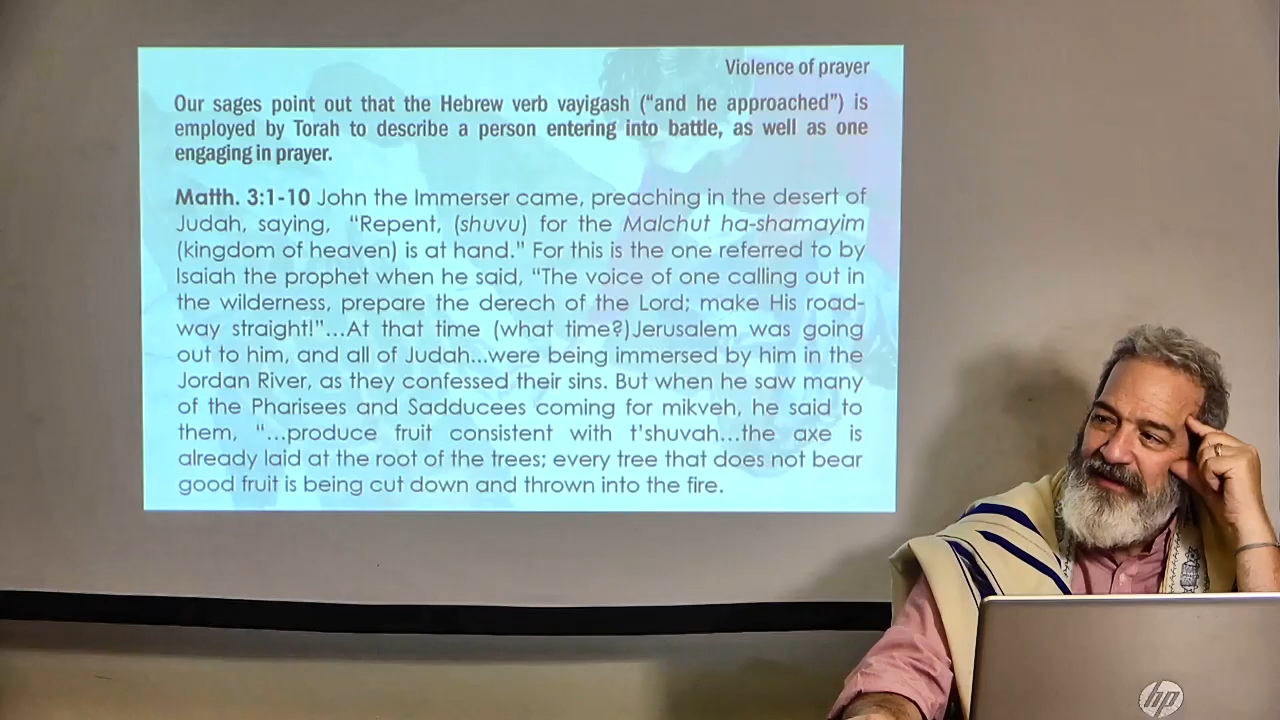 Violence of prayer
Our sages point out that the Hebrew verb vayigash (“and he approached”) is
employed by Torah to describe a person entering into battle, as well as one
engaging in prayer.
Matth. 3:1-10 John the Immerser came, preaching in the desert of
Judah, saying, “Repent, (shuvu) for the Malchut ha-shamayim
(kingdom of heaven) is at hand.” For this is the one referred to by
Isaiah the prophet when he said, “The voice of one calling out in
the wilderness, prepare the derech of the Lord; make His road-
way straight!”...At that time (what time?)Jerusalem was going
out to him, and all of Judah...were being immersed by him in the
Jordan River, as they confessed their sins. But when he saw many
of the Pharisees and Sadducees coming for mikveh, he said to
them, “...produce fruit consistent with t’shuvah...the axe is
already laid at the root of the trees; every tree that does not bear
good fruit is being cut down and thrown into the fire.
hp